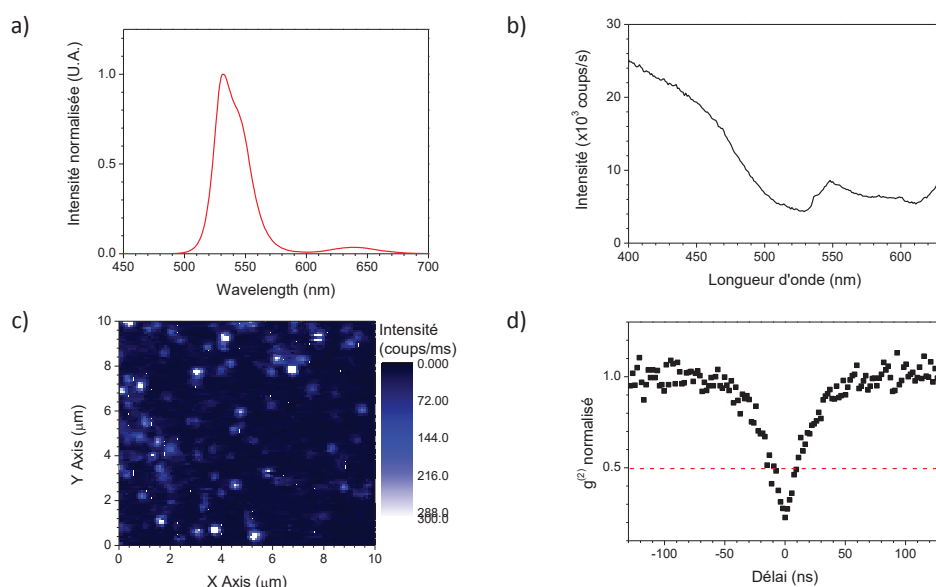 a)
Intensité normalisée (U.A.)
1.0
0.5
0.0
450 500 550 600 650 700
Wavelength (nm)
b)
Intensité (x10³ coups/s)
30
20
10
0
400 450 500 550 600
Longueur d'onde (nm)
c)
Y Axis (μm)
10
8
6
4
2
0
0 2 4 6 8 10
X Axis (μm)
Intensité
(coups/ms)
0.000
72.00
144.0
216.0
288.0
300.0
d)
g⁽²⁾ normalisé
1.0
0.5
-100 -50 0 50 100
Délai (ns)